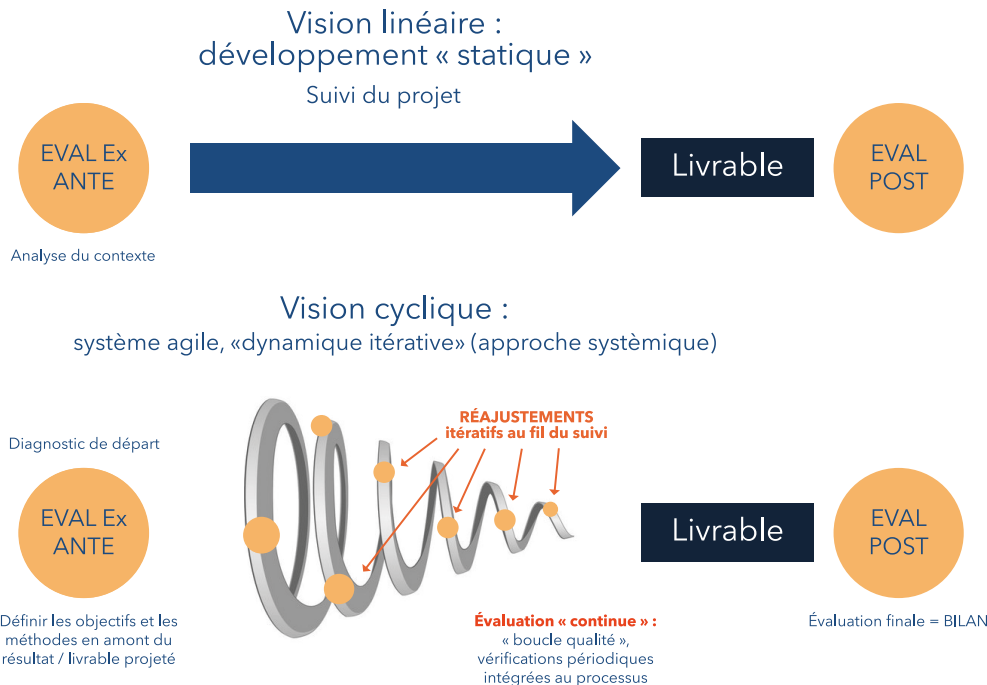 Vision linéaire :
développement « statique »
Suivi du projet
EVAL Ex
ANTE
Livrable
EVAL
POST
Analyse du contexte
Vision cyclique :
système agile, «dynamique itérative» (approche systèmique)
RÉAJUSTEMENTS
itératifs au fil du suivi
Diagnostic de départ
EVAL Ex
ANTE
Livrable
EVAL
POST
Définir les objectifs et les
méthodes en amont du
résultat / livrable projeté
Évaluation « continue » :
« boucle qualité »,
vérifications périodiques
intégrées au processus
Évaluation finale = BILAN